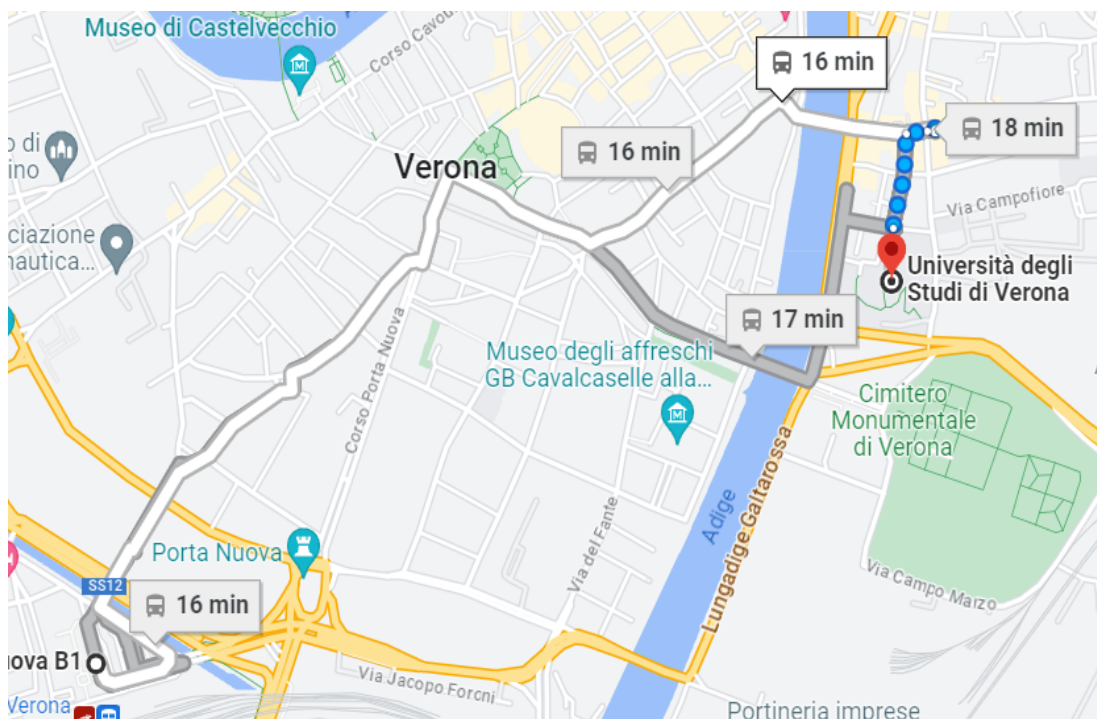 Museo di Castelvecchio
Corso Cavou
16 min
18 min
16 min
o di
ino
Verona
Via Campofiore
ciazione
nautica...
Università degli
Studi di Verona
17 min
Corso Porta Nuova
Museo degli affreschi
GB Cavalcaselle alla...
Cimitero
Monumentale
di Verona
Lungadige Galtarossa
Adige
Porta Nuova
Via del Fante
Via Campo Marzo
SS12
16 min
uova B1
Via Jacopo Foroni
Verona
Portineria imprese